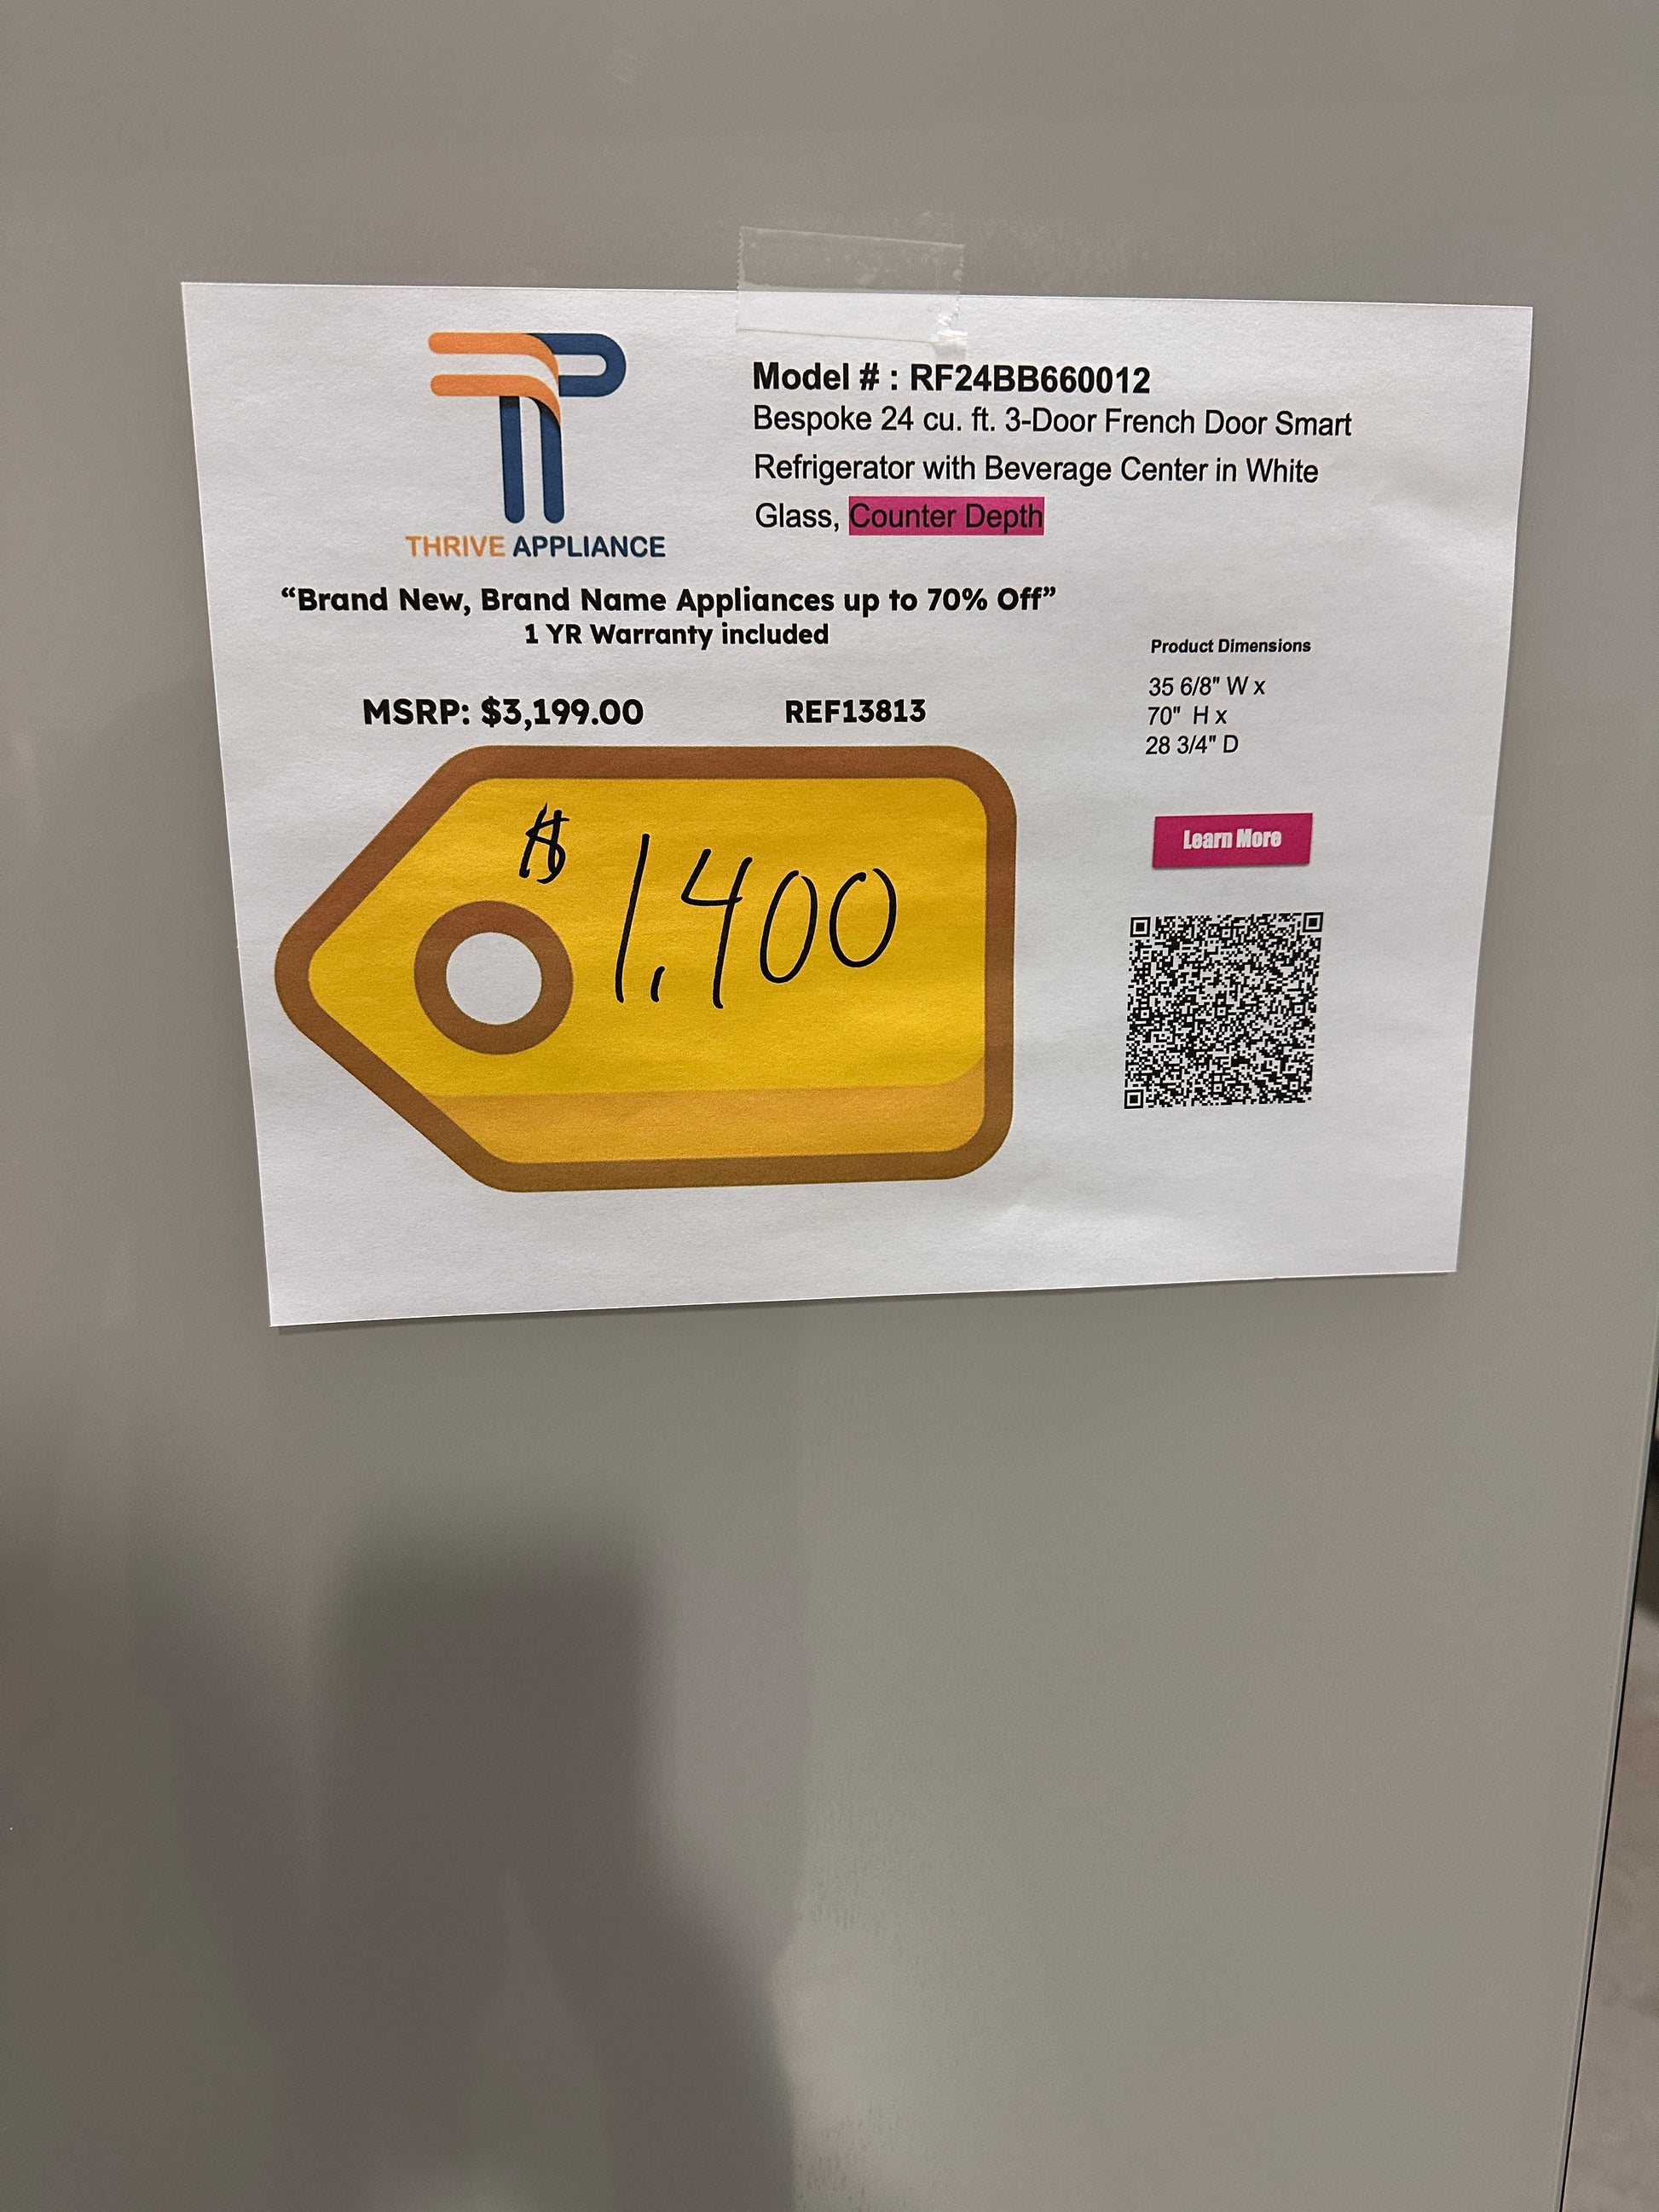 THRIVE APPLIANCE
Model # : RF24BB660012
Bespoke 24 cu. ft. 3-Door French Door Smart
Refrigerator with Beverage Center in White
Glass, Counter Depth
“Brand New, Brand Name Appliances up to 70% Off”
1 YR Warranty included
MSRP: $3,199.00
REF13813
Product Dimensions
35 6/8" W x
70" H x
28 3/4" D
$1,400
Learn More